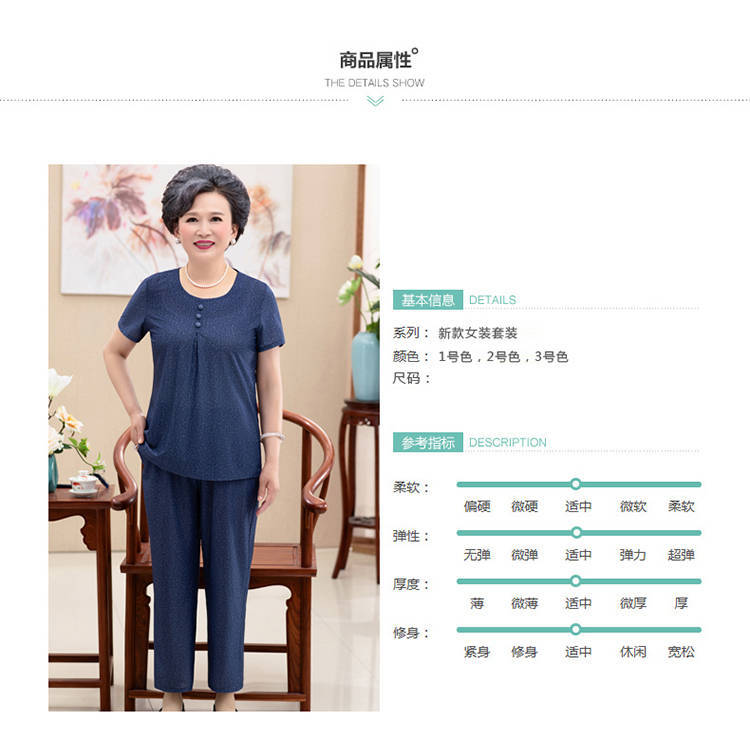 商品属性°
THE DETAILS SHOW
基本信息 DETAILS
系列： 新款女装套装
颜色： 1号色，2号色，3号色
尺码：
参考指标 DESCRIPTION
柔软：
偏硬 微硬 适中 微软 柔软
弹性：
无弹 微弹 适中 弹力 超弹
厚度：
薄 微薄 适中 微厚 厚
修身：
紧身 修身 适中 休闲 宽松